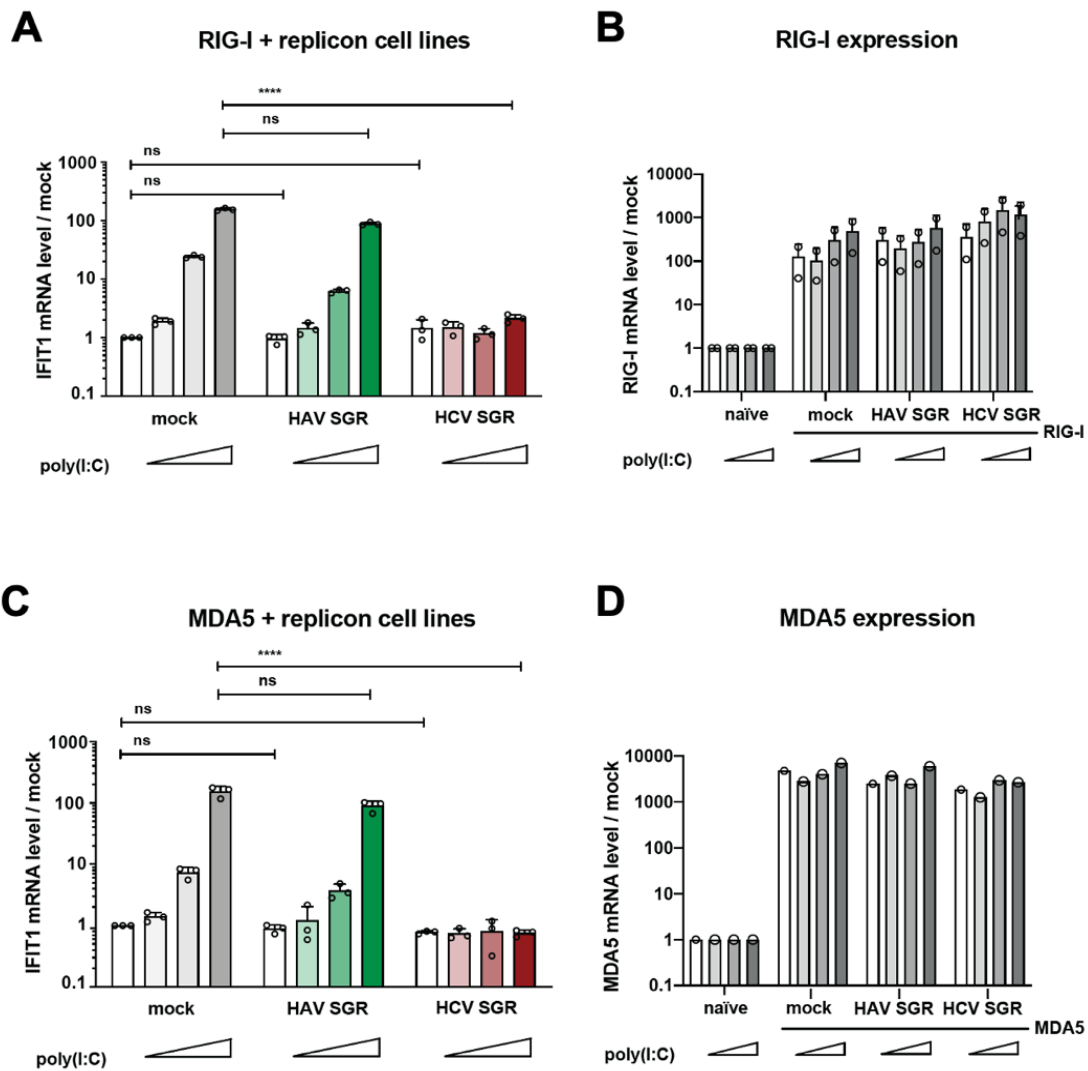 A
RIG-I + replicon cell lines
****
ns
ns
ns
IFIT1 mRNA level / mock
1000
100
10
1
0.1
mock
HAV SGR
HCV SGR
poly(I:C)
B
RIG-I expression
RIG-I mRNA level / mock
10000
1000
100
10
1
0.1
naïve
mock
HAV SGR
HCV SGR
RIG-I
poly(I:C)
C
MDA5 + replicon cell lines
****
ns
ns
ns
IFIT1 mRNA level / mock
1000
100
10
1
0.1
mock
HAV SGR
HCV SGR
poly(I:C)
D
MDA5 expression
MDA5 mRNA level / mock
10000
1000
100
10
1
0.1
naïve
mock
HAV SGR
HCV SGR
MDA5
poly(I:C)